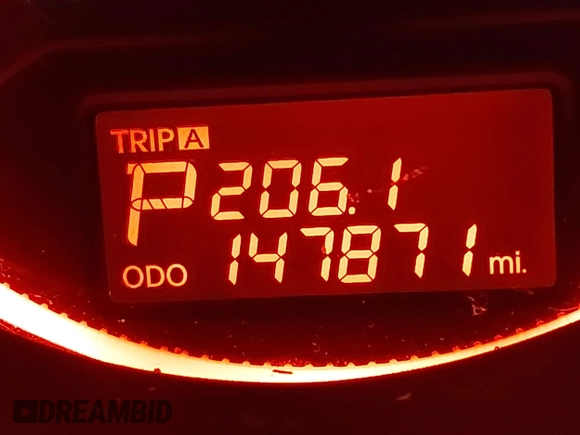 TRIP A
P 206.1
ODO 147871 mi.
DREAMBID